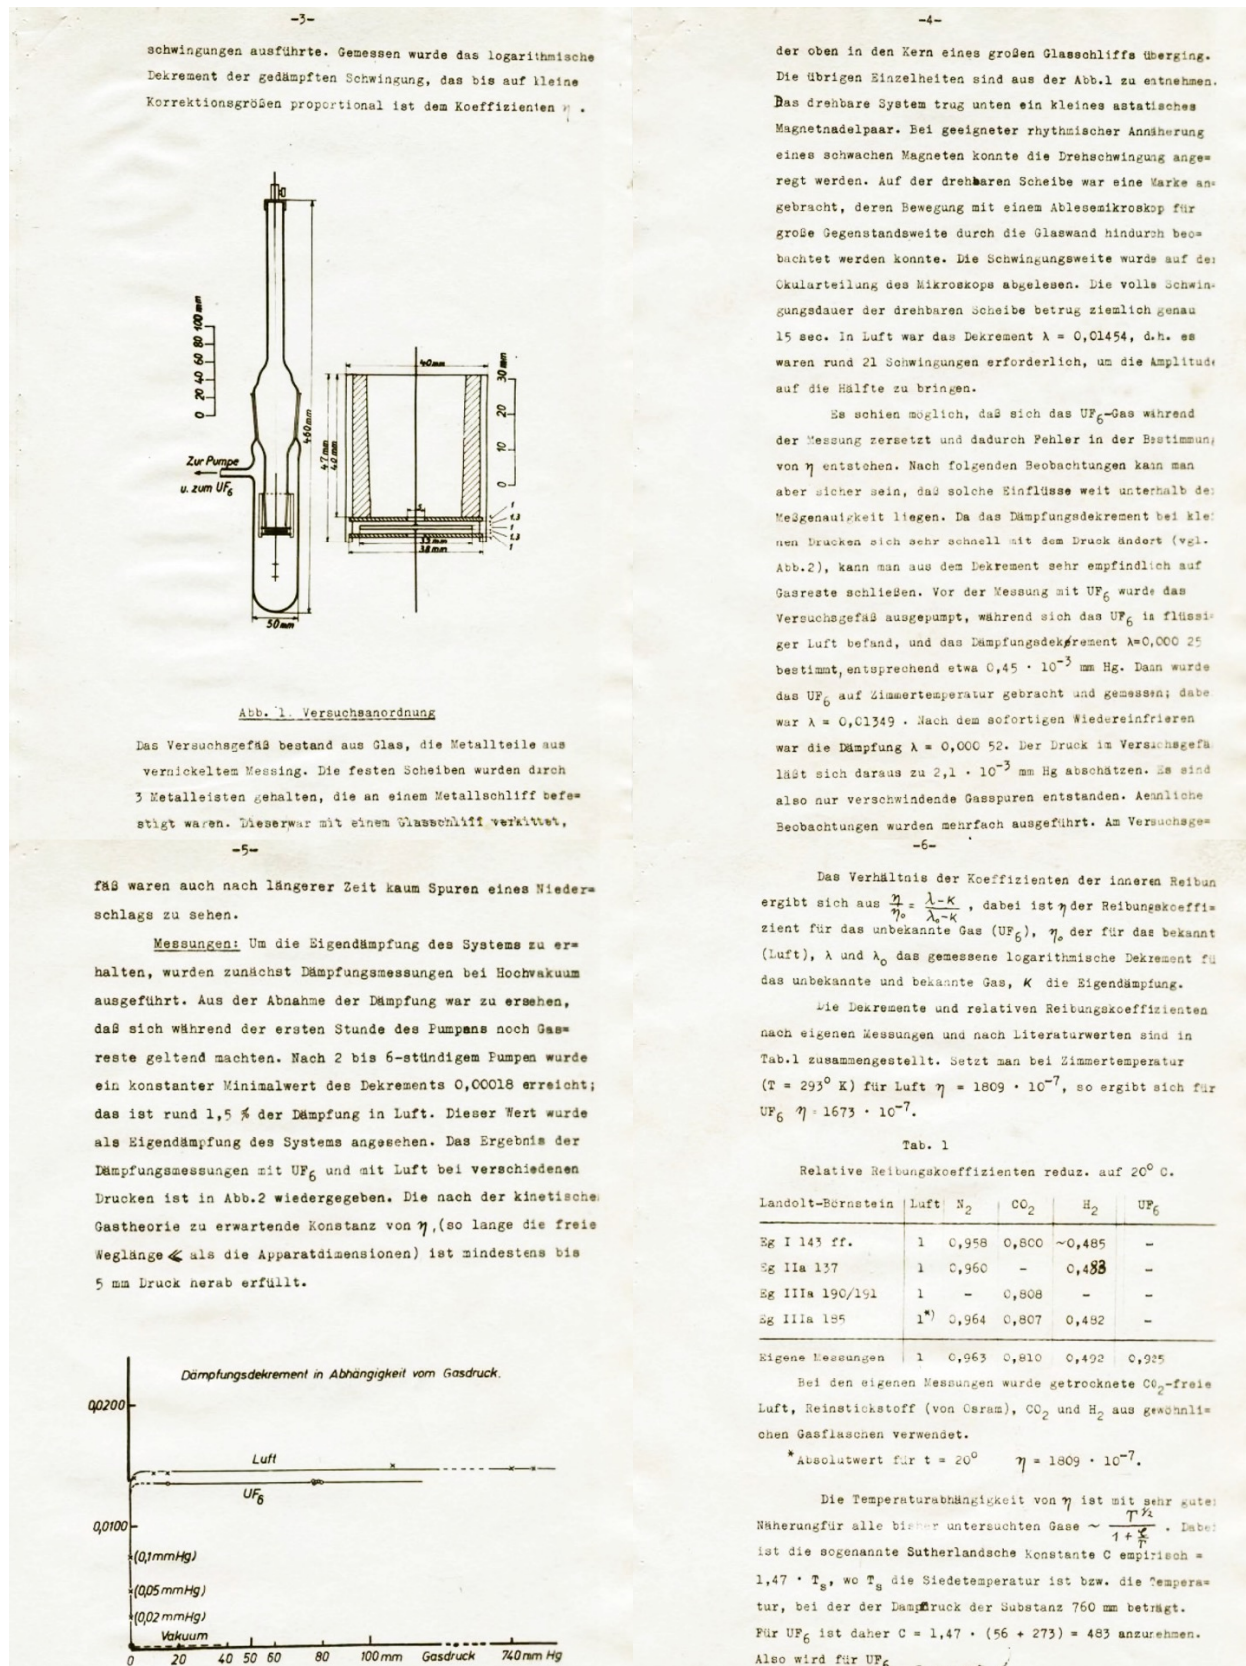 -3-
schwingungen ausführte. Gemessen wurde das logarithmische
Dekrement der gedämpften Schwingung, das bis auf kleine
Korrektionsgrößen proportional ist dem Koeffizienten η .
0 20 40 60 80 100 mm
Zur Pumpe
u. zum UF6
460mm
50mm
40mm
47mm
40mm
33mm
38mm
0 10 20 30 mm
1
1,3
1
1,3
1
Abb. 1. Versuchsanordnung
Das Versuchsgefäß bestand aus Glas, die Metallteile aus
vernickeltem Messing. Die festen Scheiben wurden durch
3 Metalleisten gehalten, die an einem Metallschliff befe=
stigt waren. Dieserwar mit einem Glasschliff verkittet,
-4-
der oben in den Kern eines großen Glasschliffs überging.
Die übrigen Einzelheiten sind aus der Abb.1 zu entnehmen.
Das drehbare System trug unten ein kleines astatisches
Magnetnadelpaar. Bei geeigneter rhythmischer Annäherung
eines schwachen Magneten konnte die Drehschwingung ange=
regt werden. Auf der drehbaren Scheibe war eine Marke an=
gebracht, deren Bewegung mit einem Ablesemikroskop für
große Gegenstandsweite durch die Glaswand hindurch beo=
bachtet werden konnte. Die Schwingungsweite wurde auf der
Okularteilung des Mikroskops abgelesen. Die volle Schwin=
gungsdauer der drehbaren Scheibe betrug ziemlich genau
15 sec. In Luft war das Dekrement λ = 0,01454, d.h. es
waren rund 21 Schwingungen erforderlich, um die Amplitude
auf die Hälfte zu bringen.
Es schien möglich, daß sich das UF6-Gas während
der Messung zersetzt und dadurch Fehler in der Bestimmung
von η entstehen. Nach folgenden Beobachtungen kann man
aber sicher sein, daß solche Einflüsse weit unterhalb de
Meßgenauigkeit liegen. Da das Dämpfungsdekrement bei klei
nen Drucken sich sehr schnell mit dem Druck ändert (vgl.
Abb.2), kann man aus dem Dekrement sehr empfindlich auf
Gasreste schließen. Vor der Messung mit UF6 wurde das
Versuchsgefäß ausgepumpt, während sich das UF6 in flüssi=
ger Luft befand, und das Dämpfungsdekrement λ=0,000 25
bestimmt, entsprechend etwa 0,45 · 10-3 mm Hg. Dann wurde
das UF6 auf Zimmertemperatur gebracht und gemessen; dabe
war λ = 0,01349 . Nach dem sofortigen Wiedereinfrieren
war die Dämpfung λ = 0,000 52. Der Druck im Versuchsgefä
läßt sich daraus zu 2,1 · 10-3 mm Hg abschätzen. Es sind
also nur verschwindende Gasspuren entstanden. Aehnliche
Beobachtungen wurden mehrfach ausgeführt. Am Versuchsge=
-5-
fäß waren auch nach längerer Zeit kaum Spuren eines Nieder=
schlags zu sehen.
Messungen: Um die Eigendämpfung des Systems zu er=
halten, wurden zunächst Dämpfungsmessungen bei Hochvakuum
ausgeführt. Aus der Abnahme der Dämpfung war zu ersehen,
daß sich während der ersten Stunde des Pumpens noch Gas=
reste geltend machten. Nach 2 bis 6-stündigem Pumpen wurde
ein konstanter Minimalwert des Dekrements 0,00018 erreicht;
das ist rund 1,5 % der Dämpfung in Luft. Dieser Wert wurde
als Eigendämpfung des Systems angesehen. Das Ergebnis der
Dämpfungsmessungen mit UF6 und mit Luft bei verschiedenen
Drucken ist in Abb.2 wiedergegeben. Die nach der kinetische
Gastheorie zu erwartende Konstanz von η,(so lange die freie
Weglänge ≪ als die Apparatdimensionen) ist mindestens bis
5 mm Druck herab erfüllt.
Dämpfungsdekrement in Abhängigkeit vom Gasdruck.
0,0200
Luft
UF6
0,0100
(0,1mmHg)
(0,05mmHg)
(0,02mmHg)
Vakuum
0 20 40 50 60 80 100mm Gasdruck 740mm Hg
-6-
Das Verhältnis der Koeffizienten der inneren Reibun
ergibt sich aus η/η0 = λ-K/λ0-K , dabei ist η der Reibungskoeffi=
zient für das unbekannte Gas (UF6), η0 der für das bekannt
(Luft), λ und λ0 das gemessene logarithmische Dekrement fü
das unbekannte und bekannte Gas, K die Eigendämpfung.
Die Dekremente und relativen Reibungskoeffizienten
nach eigenen Messungen und nach Literaturwerten sind in
Tab.1 zusammengestellt. Setzt man bei Zimmertemperatur
(T = 293° K) für Luft η = 1809 · 10-7, so ergibt sich für
UF6 η = 1673 · 10-7.
Tab. 1
Relative Reibungskoeffizienten reduz. auf 20° C.
Landolt-Börnstein Luft N2 CO2 H2 UF6
Eg I 143 ff. 1 0,958 0,800 ~0,485 -
Eg IIa 137 1 0,960 - 0,483 -
Eg IIIa 190/191 1 - 0,808 - -
Eg IIIa 185 1*) 0,964 0,807 0,482 -
Eigene Messungen 1 0,963 0,810 0,492 0,925
Bei den eigenen Messungen wurde getrocknete CO2-freie
Luft, Reinstickstoff (von Osram), CO2 und H2 aus gewöhnli=
chen Gasflaschen verwendet.
*Absolutwert für t = 20° η = 1809 · 10-7.
Die Temperaturabhängigkeit von η ist mit sehr gute
Näherungfür alle bisher untersuchten Gase ~ T½/1+C/T . Dabei
ist die sogenannte Sutherlandsche Konstante C empirisch =
1,47 · Ts, wo Ts die Siedetemperatur ist bzw. die Tempera=
tur, bei der der Dampfdruck der Substanz 760 mm beträgt.
Für UF6 ist daher C = 1,47 · (56 + 273) = 483 anzunehmen.
Also wird für UF6